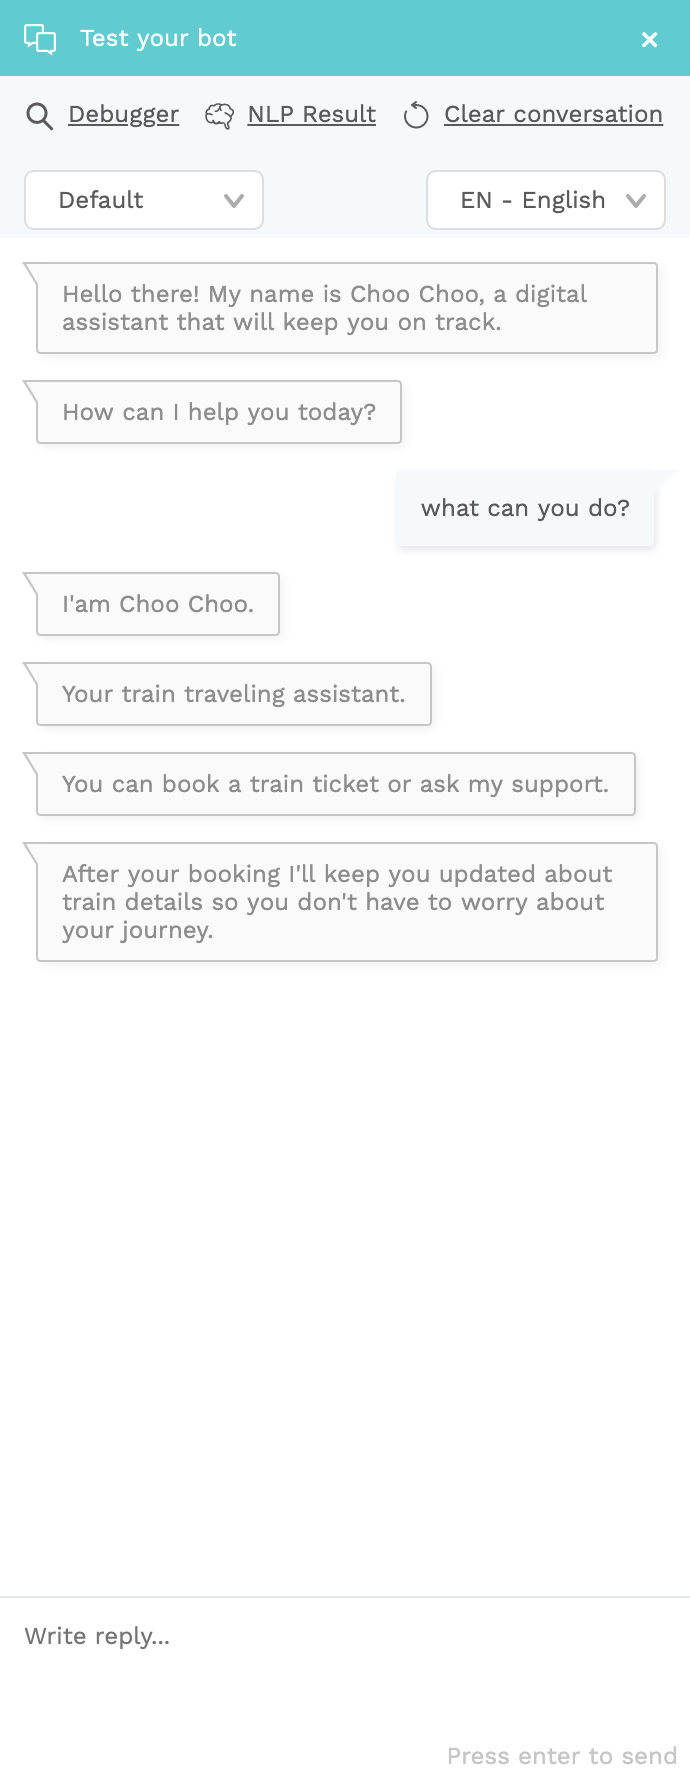 Test your bot
Debugger NLP Result Clear conversation
Default EN - English
Hello there! My name is Choo Choo, a digital
assistant that will keep you on track.
How can I help you today?
what can you do?
I'am Choo Choo.
Your train traveling assistant.
You can book a train ticket or ask my support.
After your booking I'll keep you updated about
train details so you don't have to worry about
your journey.
Write reply...
Press enter to send